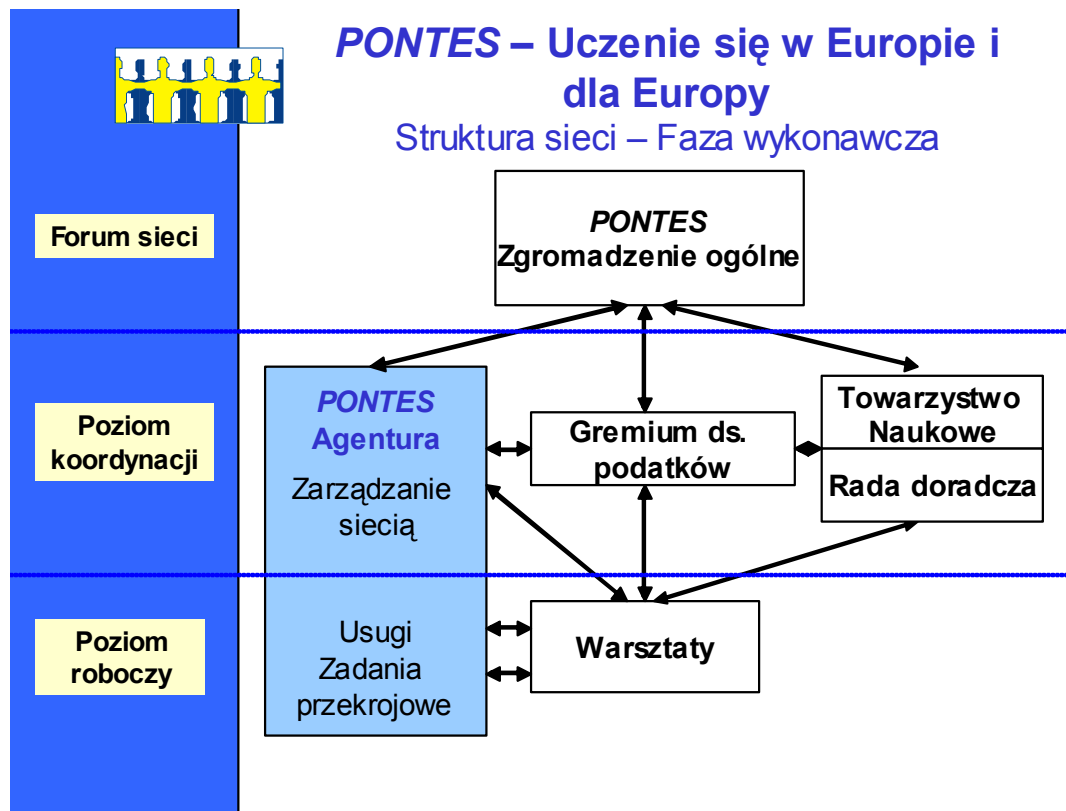 PONTES – Uczenie się w Europie i
dla Europy
Struktura sieci – Faza wykonawcza
Forum sieci
PONTES
Zgromadzenie ogólne
Poziom
koordynacji
PONTES
Agentura
Zarządzanie
siecią
Gremium ds.
podatków
Towarzystwo
Naukowe
Rada doradcza
Poziom
roboczy
Usugi
Zadania
przekrojowe
Warsztaty